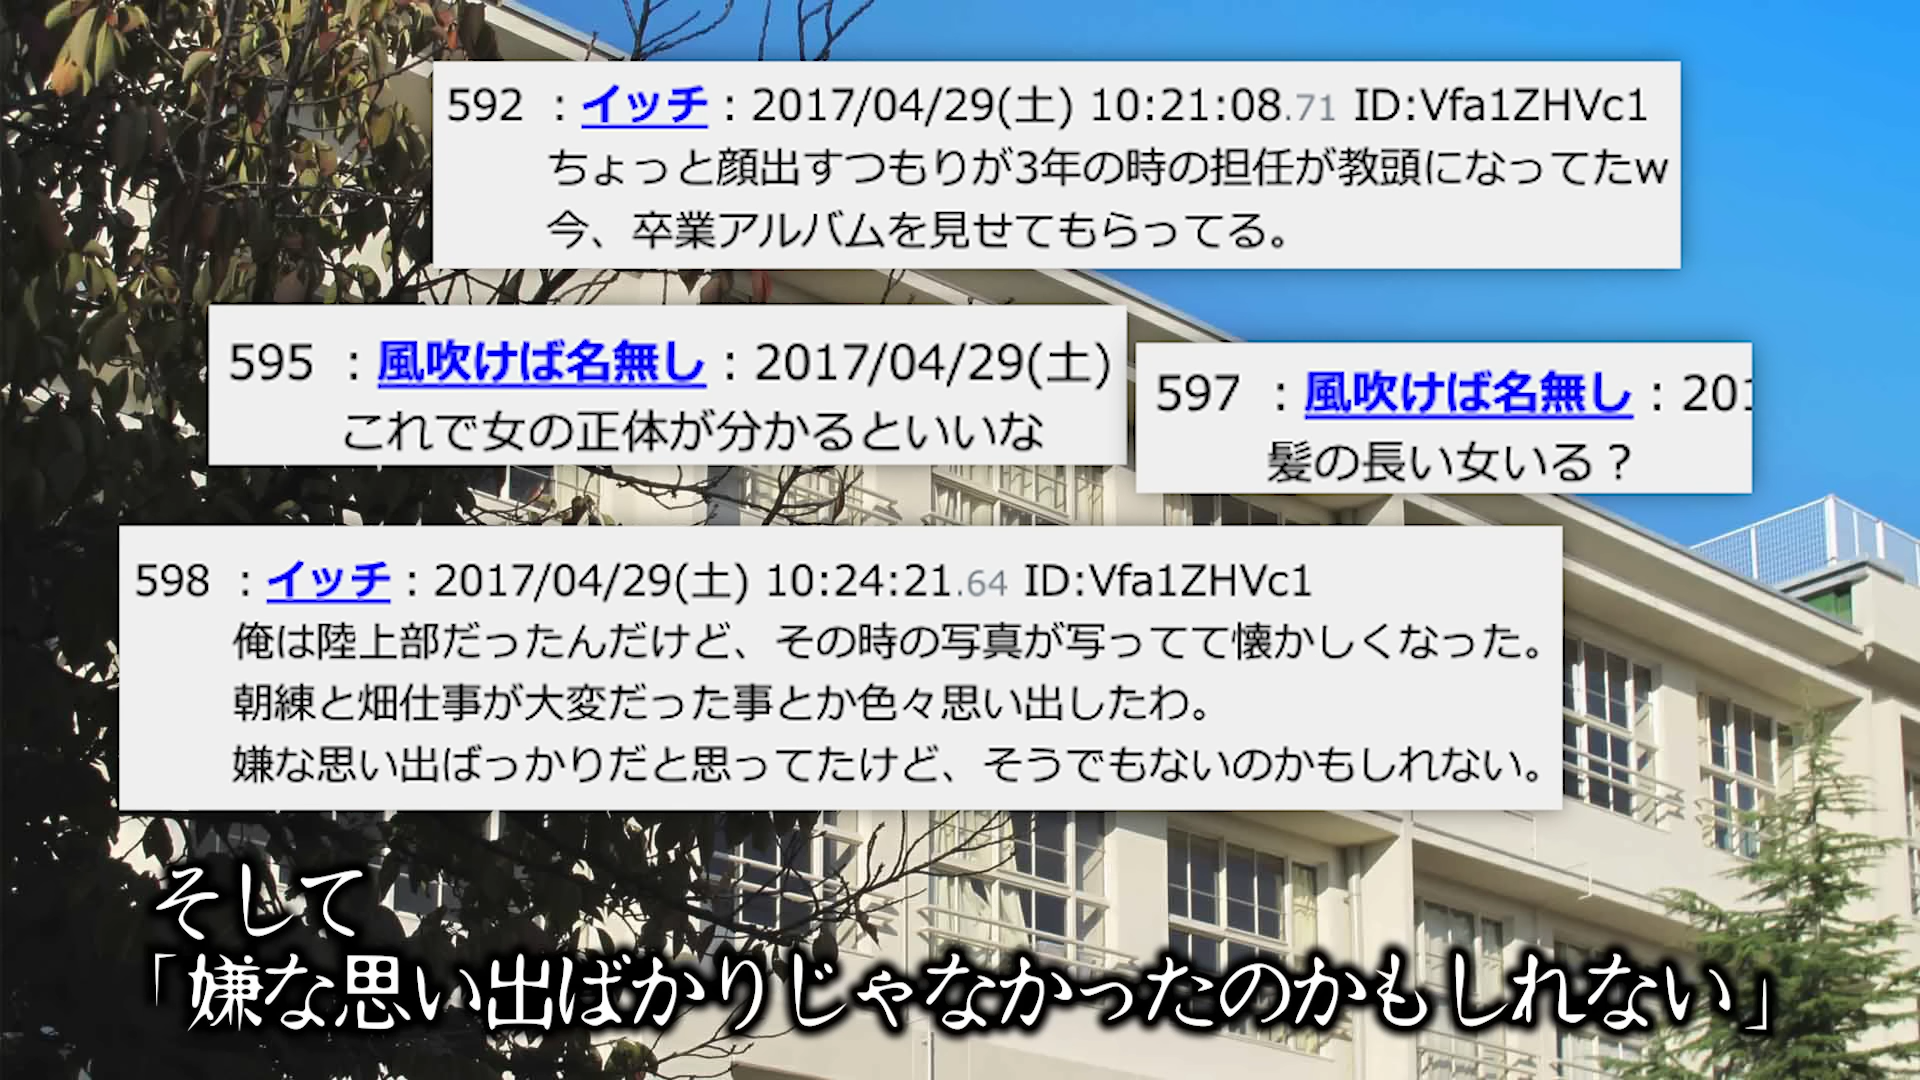 592 ：イッチ：2017/04/29(土) 10:21:08.71 ID:Vfa1ZHVc1
ちょっと顔出すつもりが3年の時の担任が教頭になってたw
今、卒業アルバムを見せてもらってる。
595 ：風吹けば名無し：2017/04/29(土)
これで女の正体が分かるといいな
597 ：風吹けば名無し：201
髪の長い女いる？
598 ：イッチ：2017/04/29(土) 10:24:21.64 ID:Vfa1ZHVc1
俺は陸上部だったんだけど、その時の写真が写ってて懐かしくなった。
朝練と畑仕事が大変だった事とか色々思い出したわ。
嫌な思い出ばっかりだと思ってたけど、そうでもないのかもしれない。
そして
「嫌な思い出ばかりじゃなかったのかもしれない」